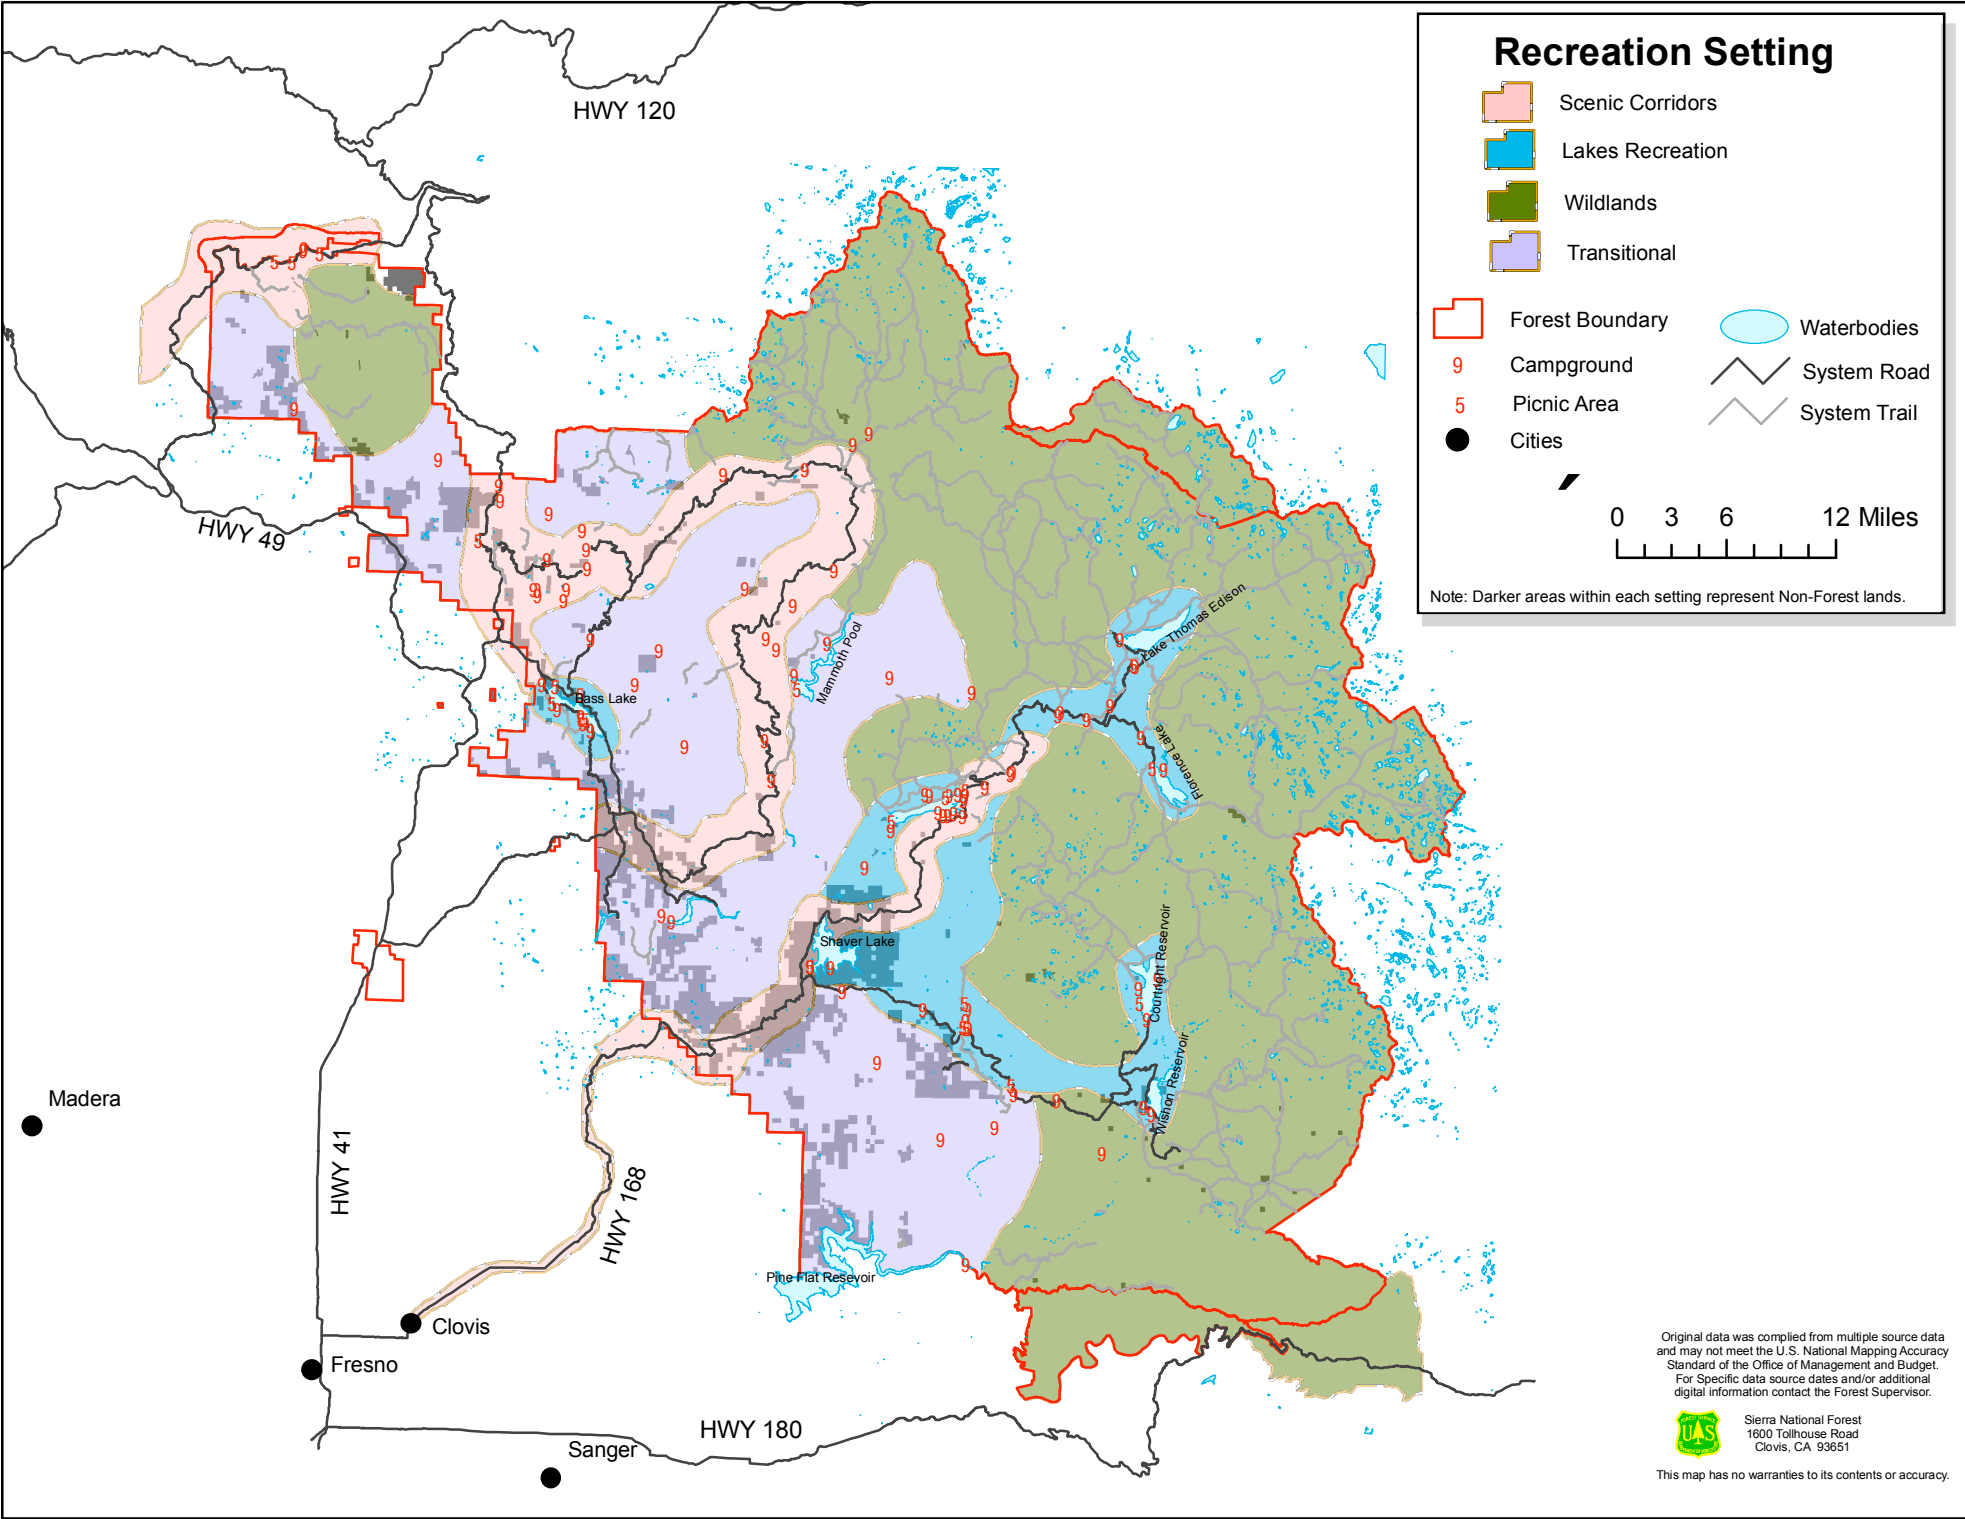 Recreation Setting
Scenic Corridors
Lakes Recreation
Wildlands
Transitional
Forest Boundary
Waterbodies
9 Campground
System Road
5 Picnic Area
System Trail
Cities
0 3 6 12 Miles
Note: Darker areas within each setting represent Non-Forest lands.
HWY 120
HWY 49
Lake Thomas Edison
Mammoth Pool
Bass Lake
Florence Lake
Shaver Lake
Courtright Reservoir
Wishon Reservoir
Madera
HWY 41
HWY 168
Pine Flat Resevoir
Clovis
Fresno
HWY 180
Sanger
Original data was complied from multiple source data
and may not meet the U.S. National Mapping Accuracy
Standard of the Office of Management and Budget.
For Specific data source dates and/or additional
digital information contact the Forest Supervisor.
FOREST SERVICE
U S
Sierra National Forest
1600 Tollhouse Road
Clovis, CA 93651
This map has no warranties to its contents or accuracy.